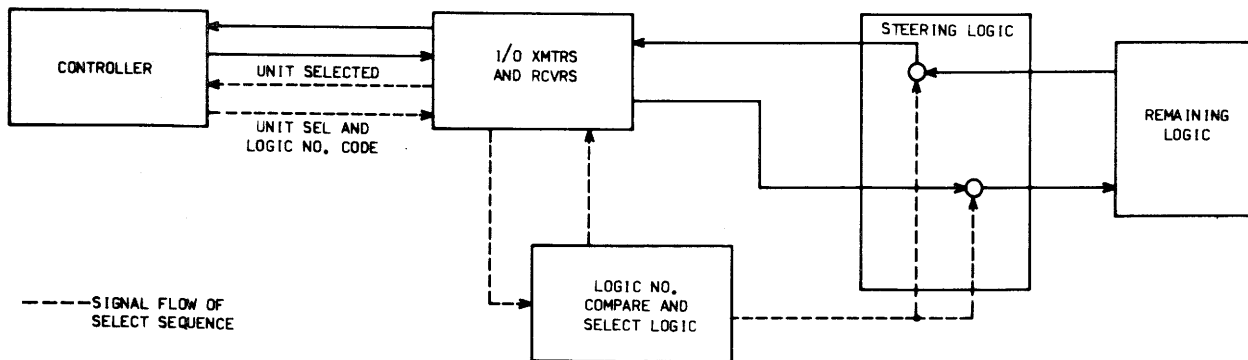 CONTROLLER
UNIT SELECTED
UNIT SEL AND
LOGIC NO. CODE
I/O XMTRS
AND RCVRS
STEERING LOGIC
REMAINING
LOGIC
LOGIC NO.
COMPARE AND
SELECT LOGIC
SIGNAL FLOW OF
SELECT SEQUENCE